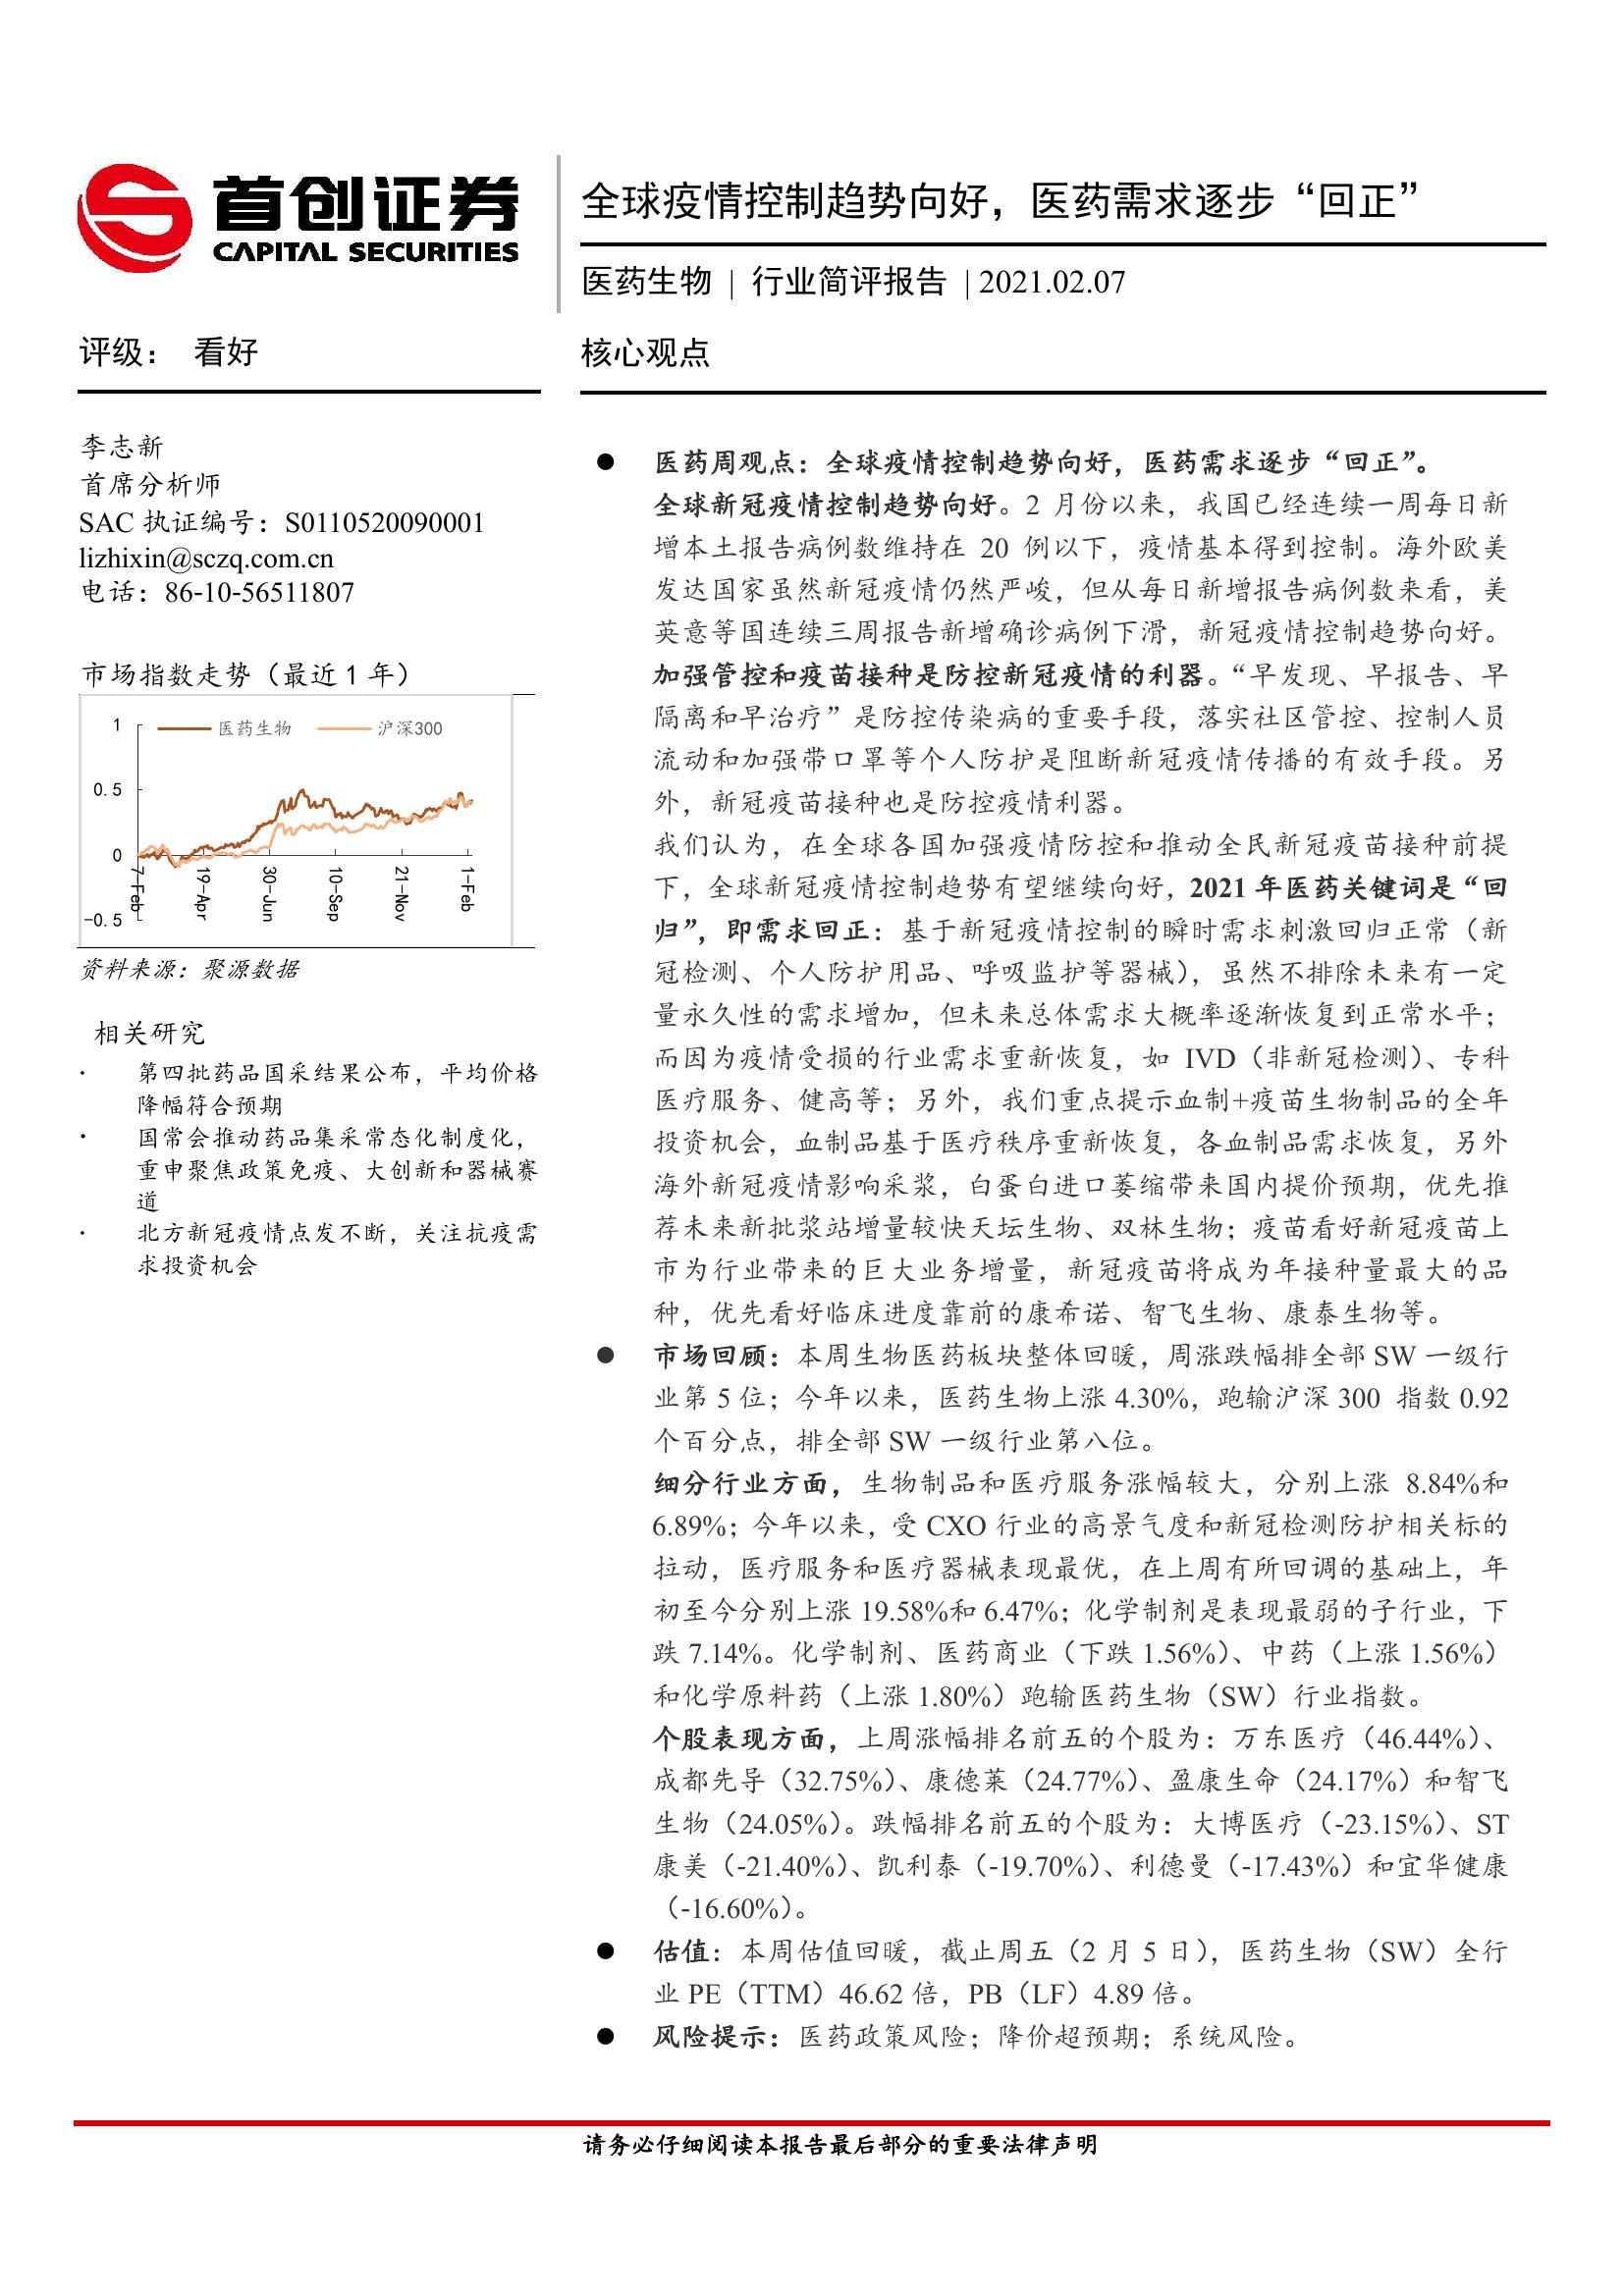 首创证券
CAPITAL SECURITIES
全球疫情控制趋势向好，医药需求逐步“回正”
医药生物 | 行业简评报告 | 2021.02.07
评级： 看好
核心观点
李志新
首席分析师
SAC 执证编号：S0110520090001
lizhixin@sczq.com.cn
电话：86-10-56511807
市场指数走势（最近 1 年）
医药生物 沪深300
1
0.5
0
-0.5
7-Feb
19-Apr
30-Jun
10-Sep
21-Nov
1-Feb
资料来源：聚源数据
相关研究
· 第四批药品国采结果公布，平均价格
降幅符合预期
· 国常会推动药品集采常态化制度化，
重申聚焦政策免疫、大创新和器械赛
道
· 北方新冠疫情点发不断，关注抗疫需
求投资机会
● 医药周观点：全球疫情控制趋势向好，医药需求逐步“回正”。
全球新冠疫情控制趋势向好。2 月份以来，我国已经连续一周每日新
增本土报告病例数维持在 20 例以下，疫情基本得到控制。海外欧美
发达国家虽然新冠疫情仍然严峻，但从每日新增报告病例数来看，美
英意等国连续三周报告新增确诊病例下滑，新冠疫情控制趋势向好。
加强管控和疫苗接种是防控新冠疫情的利器。“早发现、早报告、早
隔离和早治疗”是防控传染病的重要手段，落实社区管控、控制人员
流动和加强带口罩等个人防护是阻断新冠疫情传播的有效手段。另
外，新冠疫苗接种也是防控疫情利器。
我们认为，在全球各国加强疫情防控和推动全民新冠疫苗接种前提
下，全球新冠疫情控制趋势有望继续向好，2021 年医药关键词是“回
归”，即需求回正：基于新冠疫情控制的瞬时需求刺激回归正常（新
冠检测、个人防护用品、呼吸监护等器械），虽然不排除未来有一定
量永久性的需求增加，但未来总体需求大概率逐渐恢复到正常水平；
而因为疫情受损的行业需求重新恢复，如 IVD（非新冠检测）、专科
医疗服务、健高等；另外，我们重点提示血制+疫苗生物制品的全年
投资机会，血制品基于医疗秩序重新恢复，各血制品需求恢复，另外
海外新冠疫情影响采浆，白蛋白进口萎缩带来国内提价预期，优先推
荐未来新批浆站增量较快天坛生物、双林生物；疫苗看好新冠疫苗上
市为行业带来的巨大业务增量，新冠疫苗将成为年接种量最大的品
种，优先看好临床进度靠前的康希诺、智飞生物、康泰生物等。
● 市场回顾：本周生物医药板块整体回暖，周涨跌幅排全部 SW 一级行
业第 5 位；今年以来，医药生物上涨 4.30%，跑输沪深 300 指数 0.92
个百分点，排全部 SW 一级行业第八位。
细分行业方面，生物制品和医疗服务涨幅较大，分别上涨 8.84%和
6.89%；今年以来，受 CXO 行业的高景气度和新冠检测防护相关标的
拉动，医疗服务和医疗器械表现最优，在上周有所回调的基础上，年
初至今分别上涨 19.58%和 6.47%；化学制剂是表现最弱的子行业，下
跌 7.14%。化学制剂、医药商业（下跌 1.56%）、中药（上涨 1.56%）
和化学原料药（上涨 1.80%）跑输医药生物（SW）行业指数。
个股表现方面，上周涨幅排名前五的个股为：万东医疗（46.44%）、
成都先导（32.75%）、康德莱（24.77%）、盈康生命（24.17%）和智飞
生物（24.05%）。跌幅排名前五的个股为：大博医疗（-23.15%）、ST
康美（-21.40%）、凯利泰（-19.70%）、利德曼（-17.43%）和宜华健康
（-16.60%）。
● 估值：本周估值回暖，截止周五（2 月 5 日），医药生物（SW）全行
业 PE（TTM）46.62 倍，PB（LF）4.89 倍。
● 风险提示：医药政策风险；降价超预期；系统风险。
请务必仔细阅读本报告最后部分的重要法律声明